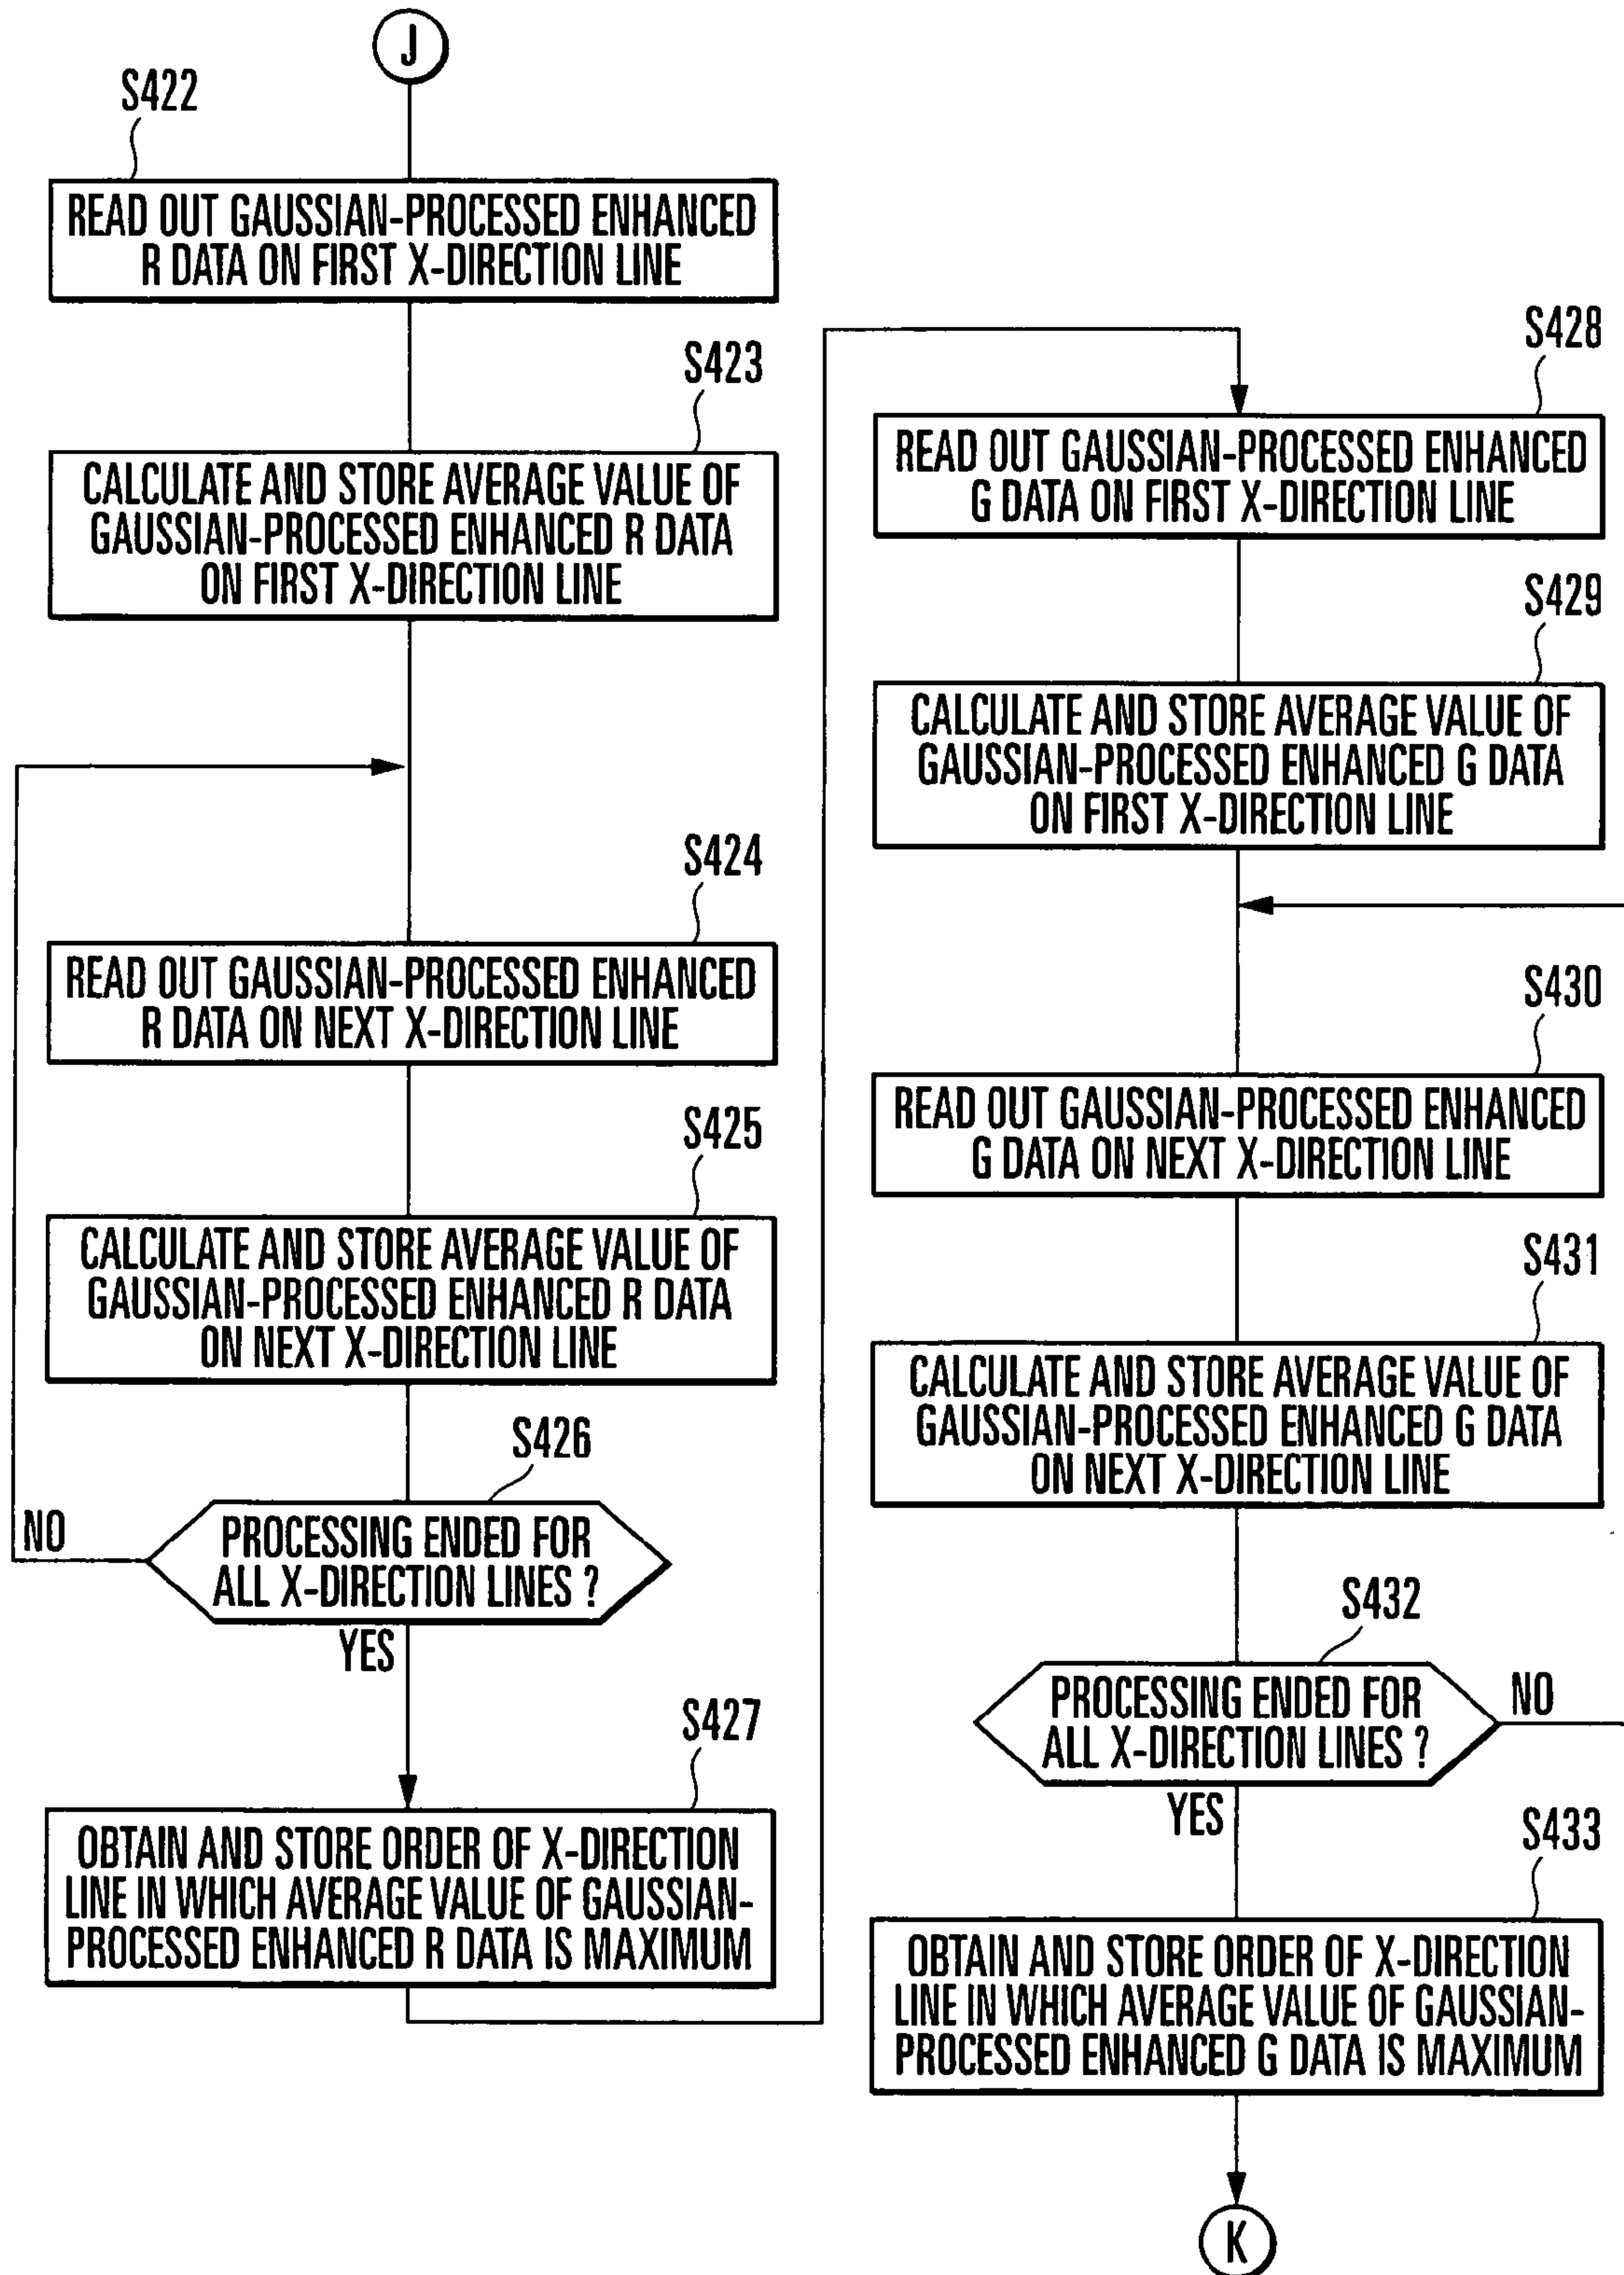 J
S422
READ OUT GAUSSIAN-PROCESSED ENHANCED
R DATA ON FIRST X-DIRECTION LINE
S423
CALCULATE AND STORE AVERAGE VALUE OF
GAUSSIAN-PROCESSED ENHANCED R DATA
ON FIRST X-DIRECTION LINE
S424
READ OUT GAUSSIAN-PROCESSED ENHANCED
R DATA ON NEXT X-DIRECTION LINE
S425
CALCULATE AND STORE AVERAGE VALUE OF
GAUSSIAN-PROCESSED ENHANCED R DATA
ON NEXT X-DIRECTION LINE
S426
NO
PROCESSING ENDED FOR
ALL X-DIRECTION LINES ?
YES
S427
OBTAIN AND STORE ORDER OF X-DIRECTION
LINE IN WHICH AVERAGE VALUE OF GAUSSIAN-
PROCESSED ENHANCED R DATA IS MAXIMUM
S428
READ OUT GAUSSIAN-PROCESSED ENHANCED
G DATA ON FIRST X-DIRECTION LINE
S429
CALCULATE AND STORE AVERAGE VALUE OF
GAUSSIAN-PROCESSED ENHANCED G DATA
ON FIRST X-DIRECTION LINE
S430
READ OUT GAUSSIAN-PROCESSED ENHANCED
G DATA ON NEXT X-DIRECTION LINE
S431
CALCULATE AND STORE AVERAGE VALUE OF
GAUSSIAN-PROCESSED ENHANCED G DATA
ON NEXT X-DIRECTION LINE
S432
PROCESSING ENDED FOR
ALL X-DIRECTION LINES ?
NO
YES
S433
OBTAIN AND STORE ORDER OF X-DIRECTION
LINE IN WHICH AVERAGE VALUE OF GAUSSIAN-
PROCESSED ENHANCED G DATA IS MAXIMUM
K